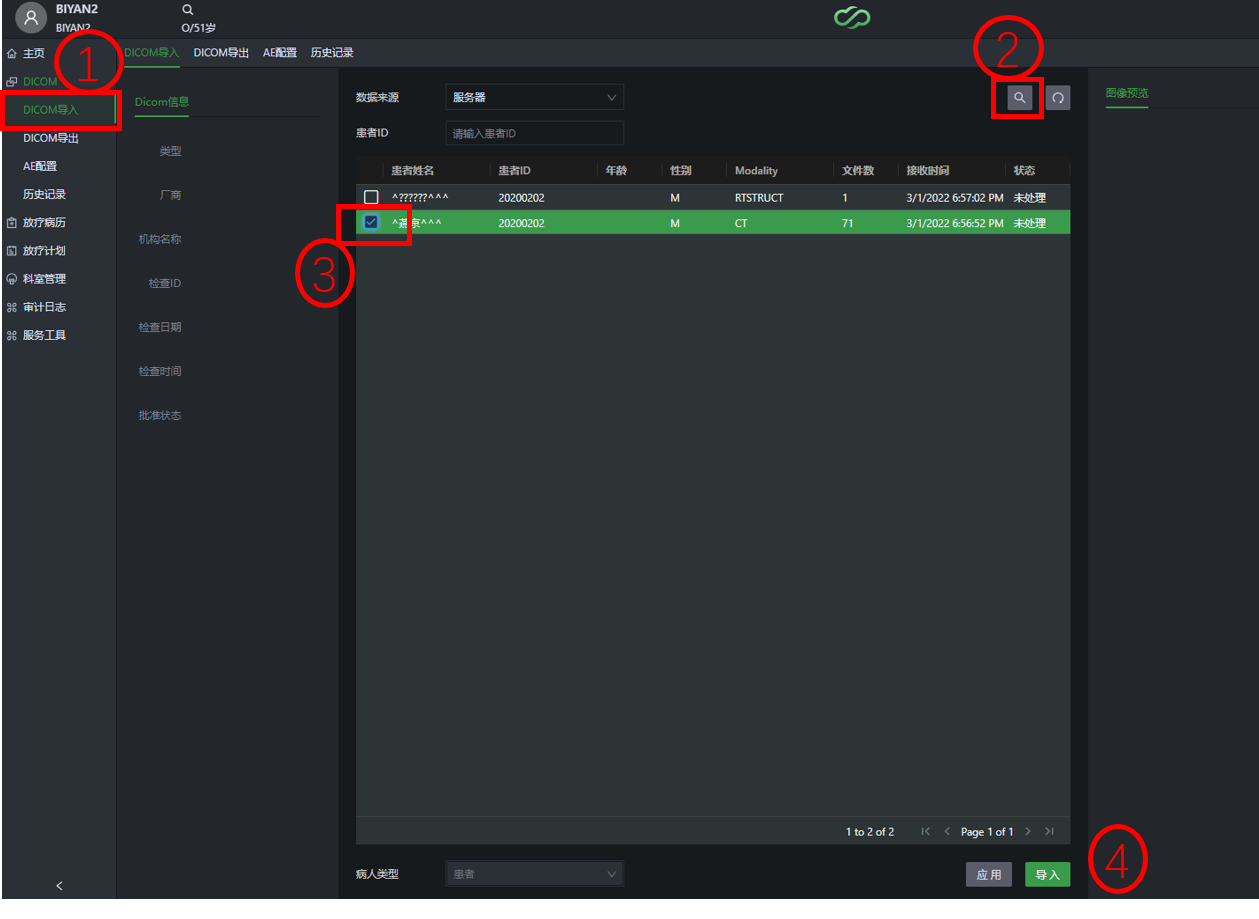 BIYAN2
BIYAN2
O/51岁
主页
DICOM
DICOM导入
DICOM导出
AE配置
历史记录
放疗病历
放疗计划
科室管理
审计日志
服务工具
1
DICOM导入 DICOM导出 AE配置 历史记录
2
Dicom信息
类型
厂商
机构名称
检查ID
检查日期
检查时间
批准状态
数据来源 服务器
患者ID 请输入患者ID
患者姓名 患者ID 年龄 性别 Modality 文件数 接收时间 状态
^??????^^^ 20200202 M RTSTRUCT 1 3/1/2022 6:57:02 PM 未处理
^燕京^^^ 20200202 M CT 71 3/1/2022 6:56:52 PM 未处理
3
1 to 2 of 2 Page 1 of 1
病人类型 患者 应用 导入
4
图像预览